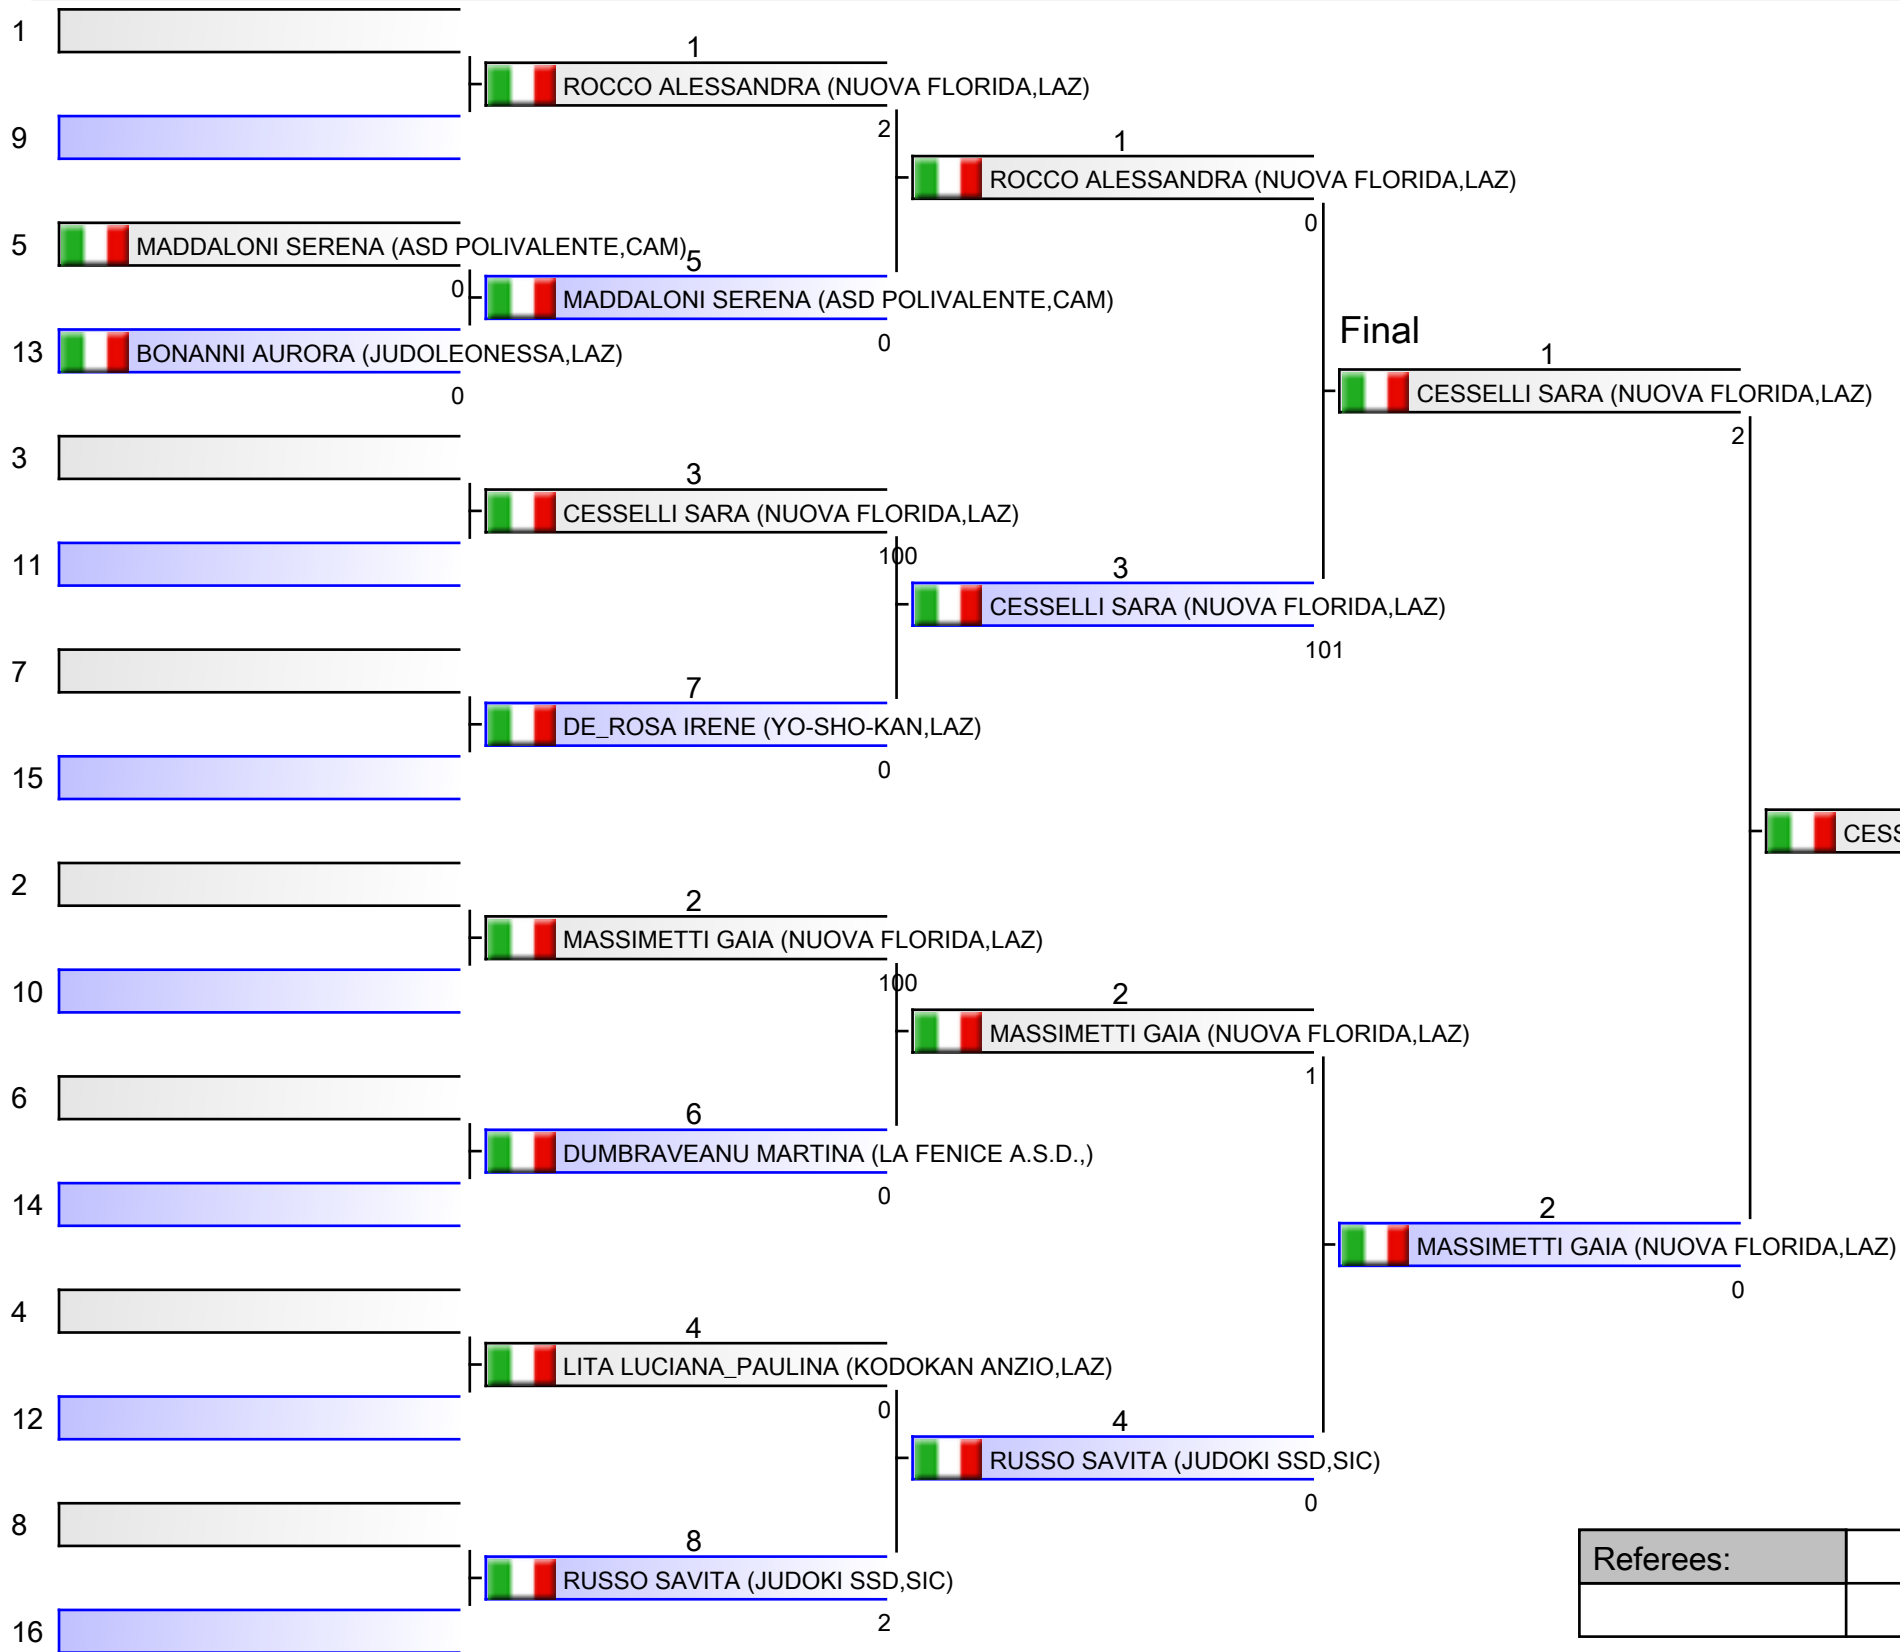 1
1
ROCCO ALESSANDRA (NUOVA FLORIDA,LAZ)
2
9
1
ROCCO ALESSANDRA (NUOVA FLORIDA,LAZ)
0
5
MADDALONI SERENA (ASD POLIVALENTE,CAM)
0
5
MADDALONI SERENA (ASD POLIVALENTE,CAM)
0
13
BONANNI AURORA (JUDOLEONESSA,LAZ)
0
Final
1
CESSELLI SARA (NUOVA FLORIDA,LAZ)
2
3
3
CESSELLI SARA (NUOVA FLORIDA,LAZ)
100
11
3
CESSELLI SARA (NUOVA FLORIDA,LAZ)
101
7
7
DE_ROSA IRENE (YO-SHO-KAN,LAZ)
0
15
CESS
2
2
MASSIMETTI GAIA (NUOVA FLORIDA,LAZ)
100
10
2
MASSIMETTI GAIA (NUOVA FLORIDA,LAZ)
1
6
6
DUMBRAVEANU MARTINA (LA FENICE A.S.D.,)
0
14
2
MASSIMETTI GAIA (NUOVA FLORIDA,LAZ)
0
4
4
LITA LUCIANA_PAULINA (KODOKAN ANZIO,LAZ)
0
12
4
RUSSO SAVITA (JUDOKI SSD,SIC)
0
8
8
RUSSO SAVITA (JUDOKI SSD,SIC)
2
16
Referees: